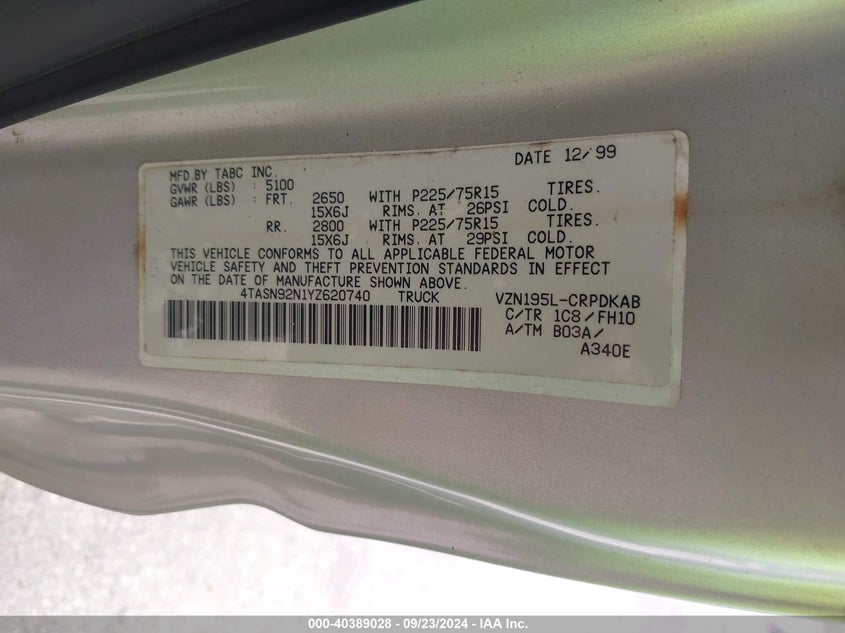 DATE 12/99
MFD.BY TABC INC.
GVWR (LBS) : 5100
GAWR (LBS) : FRT. 2650 WITH P225/75R15 TIRES.
15X6J RIMS. AT 26PSI COLD.
RR. 2800 WITH P225/75R15 TIRES.
15X6J RIMS. AT 29PSI COLD.
THIS VEHICLE CONFORMS TO ALL APPLICABLE FEDERAL MOTOR
VEHICLE SAFETY AND THEFT PREVENTION STANDARDS IN EFFECT
ON THE DATE OF MANUFACTURE SHOWN ABOVE.
4TASN92N1YZ620740 TRUCK VZN195L-CRPDKAB
C/TR 1C8/FH10
A/TM B03A/
A340E
000-40389028 - 09/23/2024 - IAA Inc.